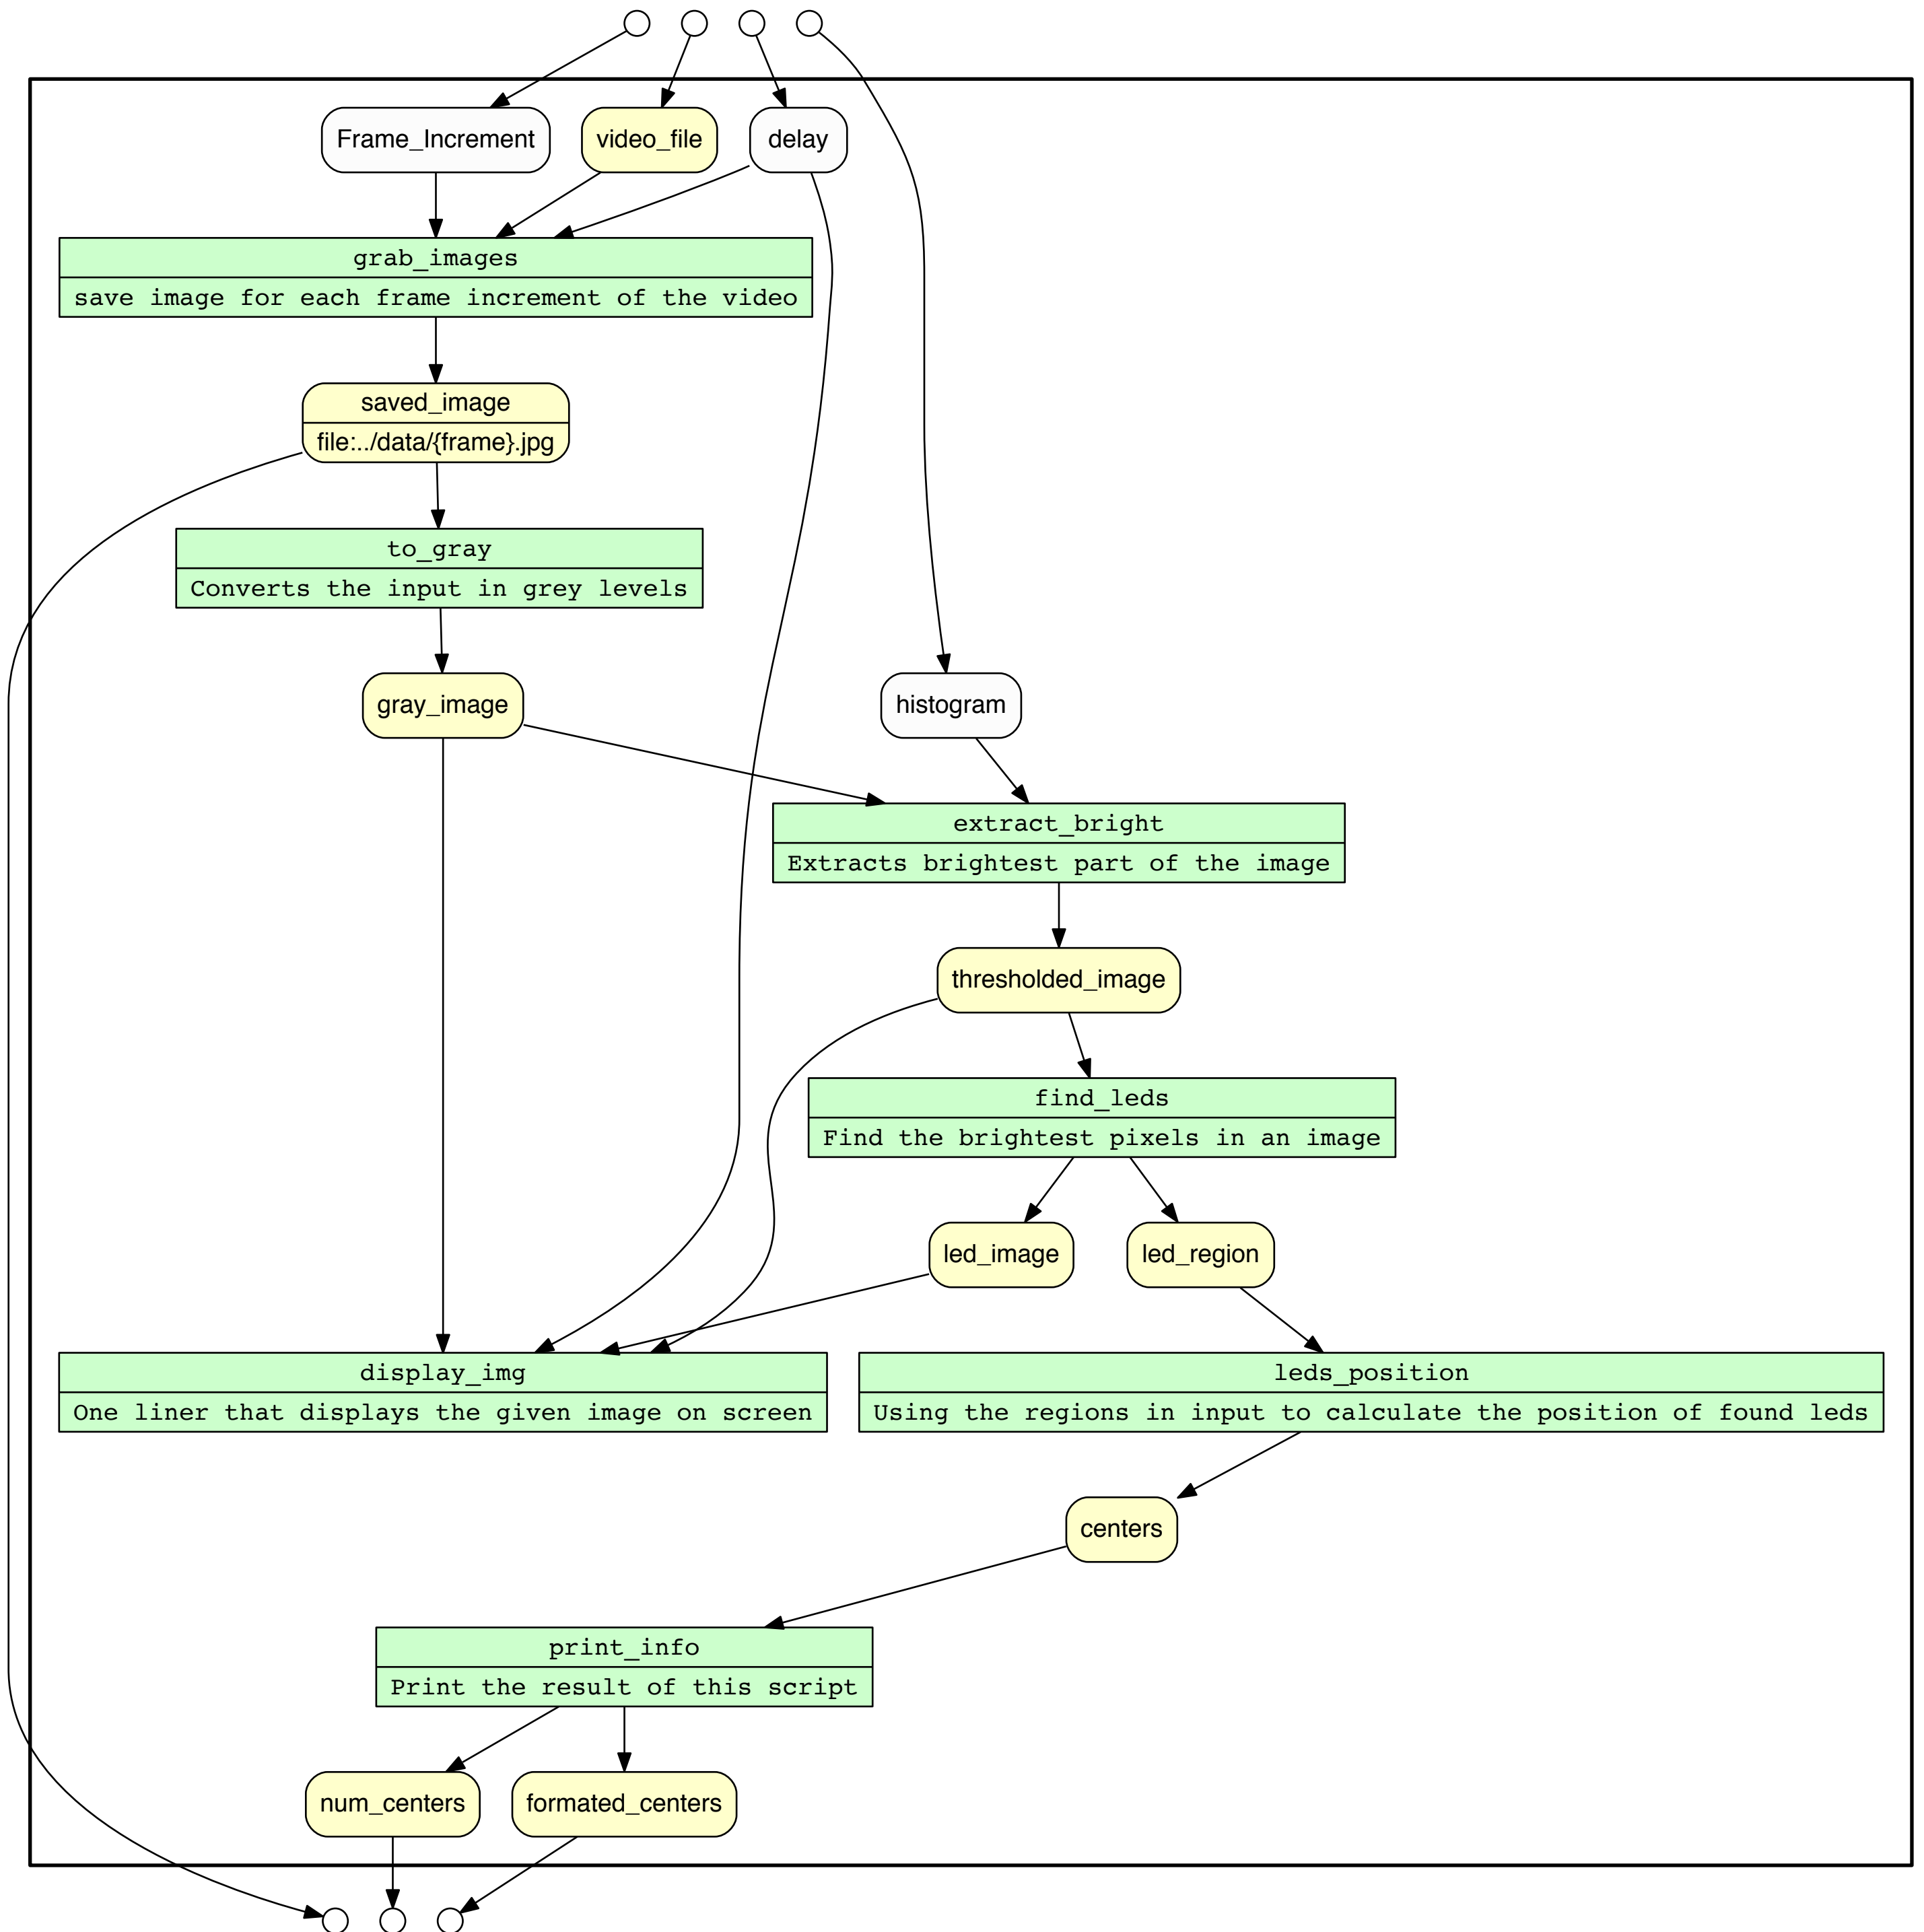 Frame_Increment
video_file
delay
grab_images
save image for each frame increment of the video
saved_image
file:../data/{frame}.jpg
to_gray
Converts the input in grey levels
gray_image
histogram
extract_bright
Extracts brightest part of the image
thresholded_image
find_leds
Find the brightest pixels in an image
led_image
led_region
display_img
One liner that displays the given image on screen
leds_position
Using the regions in input to calculate the position of found leds
centers
print_info
Print the result of this script
num_centers
formated_centers